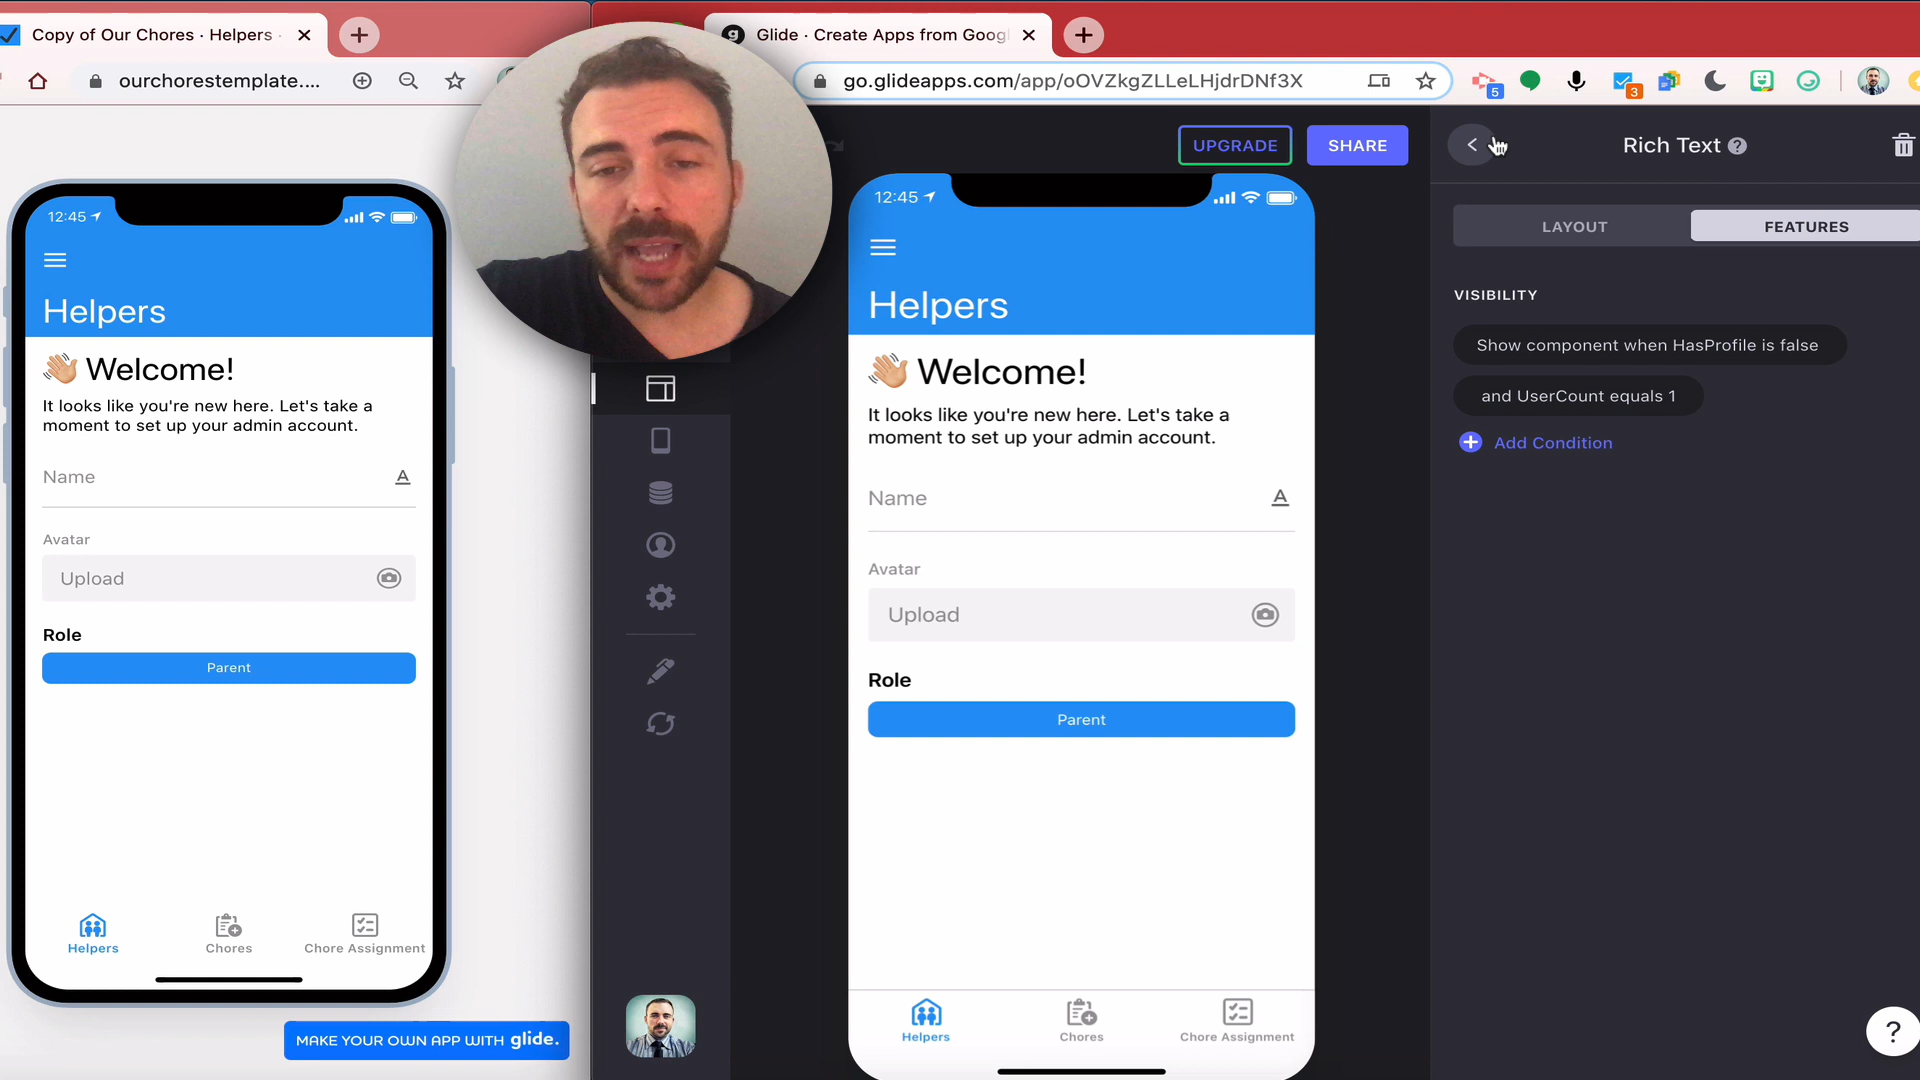 Copy of Our Chores · Helpers ·
Glide · Create Apps from Goog
ourchorestemplate....
go.glideapps.com/app/oOVZkgZLLeLHjdrDNf3X
5
3
12:45
Helpers
👋🏼 Welcome!
It looks like you're new here. Let's take a
moment to set up your admin account.
Name
Avatar
Upload
Role
Parent
Helpers
Chores
Chore Assignment
MAKE YOUR OWN APP WITH glide.
UPGRADE
SHARE
12:45
Helpers
👋🏼 Welcome!
It looks like you're new here. Let's take a
moment to set up your admin account.
Name
Avatar
Upload
Role
Parent
Helpers
Chores
Chore Assignment
Rich Text
LAYOUT
FEATURES
VISIBILITY
Show component when HasProfile is false
and UserCount equals 1
Add Condition
?